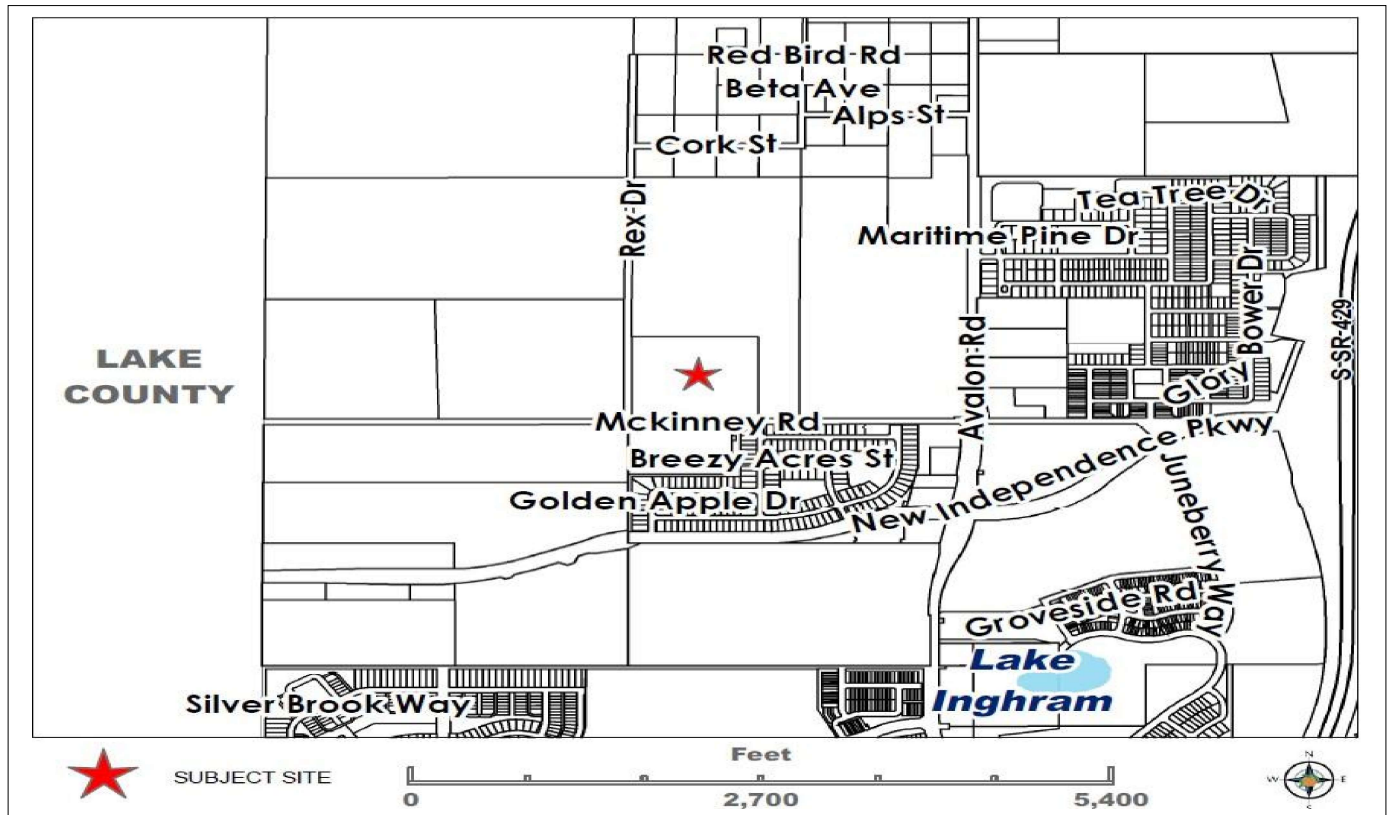 Red Bird Rd
Beta Ave
Alps St
Cork St
Rex Dr
Tea Tree Dr
Maritime Pine Dr
Glory Bower Dr
S-SR-429
Avalon Rd
LAKE
COUNTY
Mckinney Rd
Breezy Acres St
Golden Apple Dr
New Independence Pkwy
Juneberry Way
Groveside Rd
Lake
Inghram
Silver Brook Way
SUBJECT SITE
Feet
0
2,700
5,400
N
W
E
S